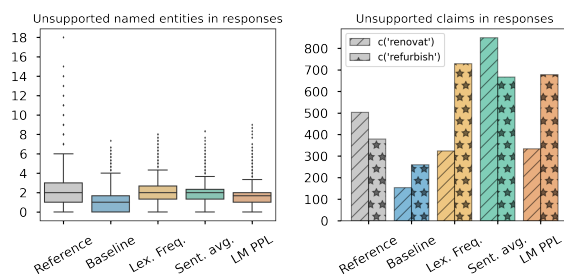 Unsupported named entities in responses
18
16
14
12
10
8
6
4
2
0
Reference
Baseline
Lex. Freq.
Sent. avg.
LM PPL
Unsupported claims in responses
c('renovat')
c('refurbish')
800
700
600
500
400
300
200
100
0
Reference
Baseline
Lex. Freq.
Sent. avg.
LM PPL